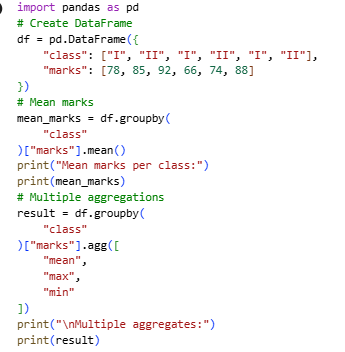 import pandas as pd
# Create DataFrame
df = pd.DataFrame({
    "class": ["I", "II", "I", "II", "I", "II"],
    "marks": [78, 85, 92, 66, 74, 88]
})
# Mean marks
mean_marks = df.groupby(
    "class"
)["marks"].mean()
print("Mean marks per class:")
print(mean_marks)
# Multiple aggregations
result = df.groupby(
    "class"
)["marks"].agg([
    "mean",
    "max",
    "min"
])
print("\nMultiple aggregates:")
print(result)